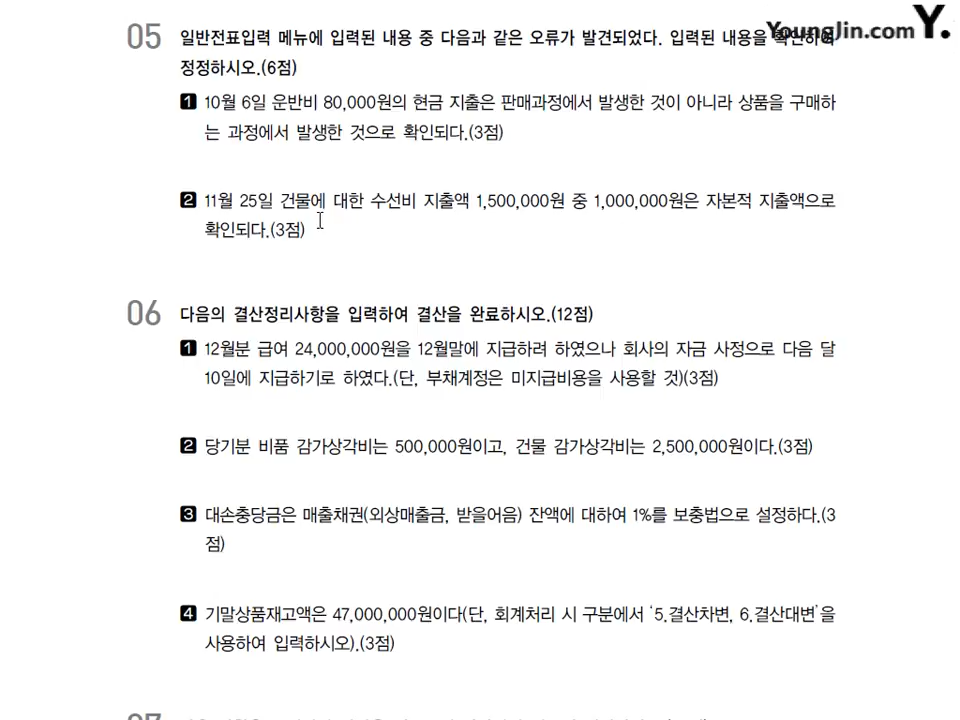 YoungJin.com Y.
05 일반전표입력 메뉴에 입력된 내용 중 다음과 같은 오류가 발견되었다. 입력된 내용을 확인하여
정정하시오.(6점)
1 10월 6일 운반비 80,000원의 현금 지출은 판매과정에서 발생한 것이 아니라 상품을 구매하
는 과정에서 발생한 것으로 확인되다.(3점)
2 11월 25일 건물에 대한 수선비 지출액 1,500,000원 중 1,000,000원은 자본적 지출액으로
확인되다.(3점)
06 다음의 결산정리사항을 입력하여 결산을 완료하시오.(12점)
1 12월분 급여 24,000,000원을 12월말에 지급하려 하였으나 회사의 자금 사정으로 다음 달
10일에 지급하기로 하였다.(단, 부채계정은 미지급비용을 사용할 것)(3점)
2 당기분 비품 감가상각비는 500,000원이고, 건물 감가상각비는 2,500,000원이다.(3점)
3 대손충당금은 매출채권(외상매출금, 받을어음) 잔액에 대하여 1%를 보충법으로 설정하다.(3
점)
4 기말상품재고액은 47,000,000원이다(단, 회계처리 시 구분에서 '5.결산차변, 6.결산대변'을
사용하여 입력하시오).(3점)